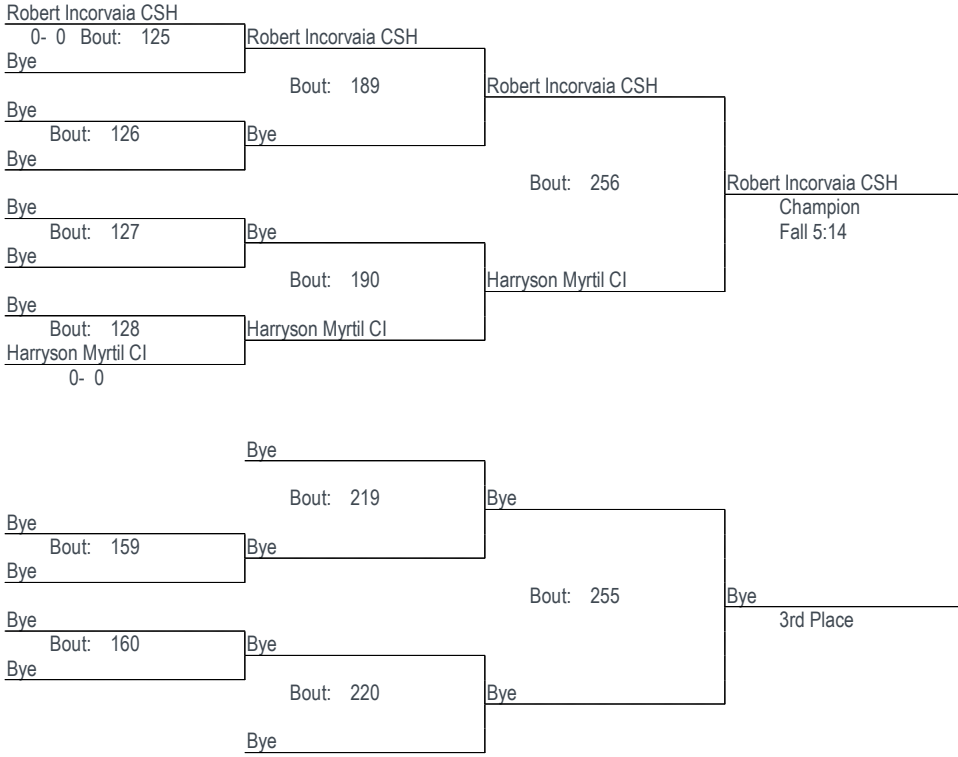 Robert Incorvaia CSH
0- 0 Bout: 125
Robert Incorvaia CSH
Bye
Bout: 189
Robert Incorvaia CSH
Bye
Bout: 126
Bye
Bye
Bout: 256
Robert Incorvaia CSH
Bye
Champion
Bout: 127
Bye
Fall 5:14
Bye
Bout: 190
Harryson Myrtil CI
Bye
Bout: 128
Harryson Myrtil CI
Harryson Myrtil CI
0- 0
Bye
Bout: 219
Bye
Bye
Bout: 159
Bye
Bye
Bout: 255
Bye
Bye
3rd Place
Bout: 160
Bye
Bye
Bout: 220
Bye
Bye